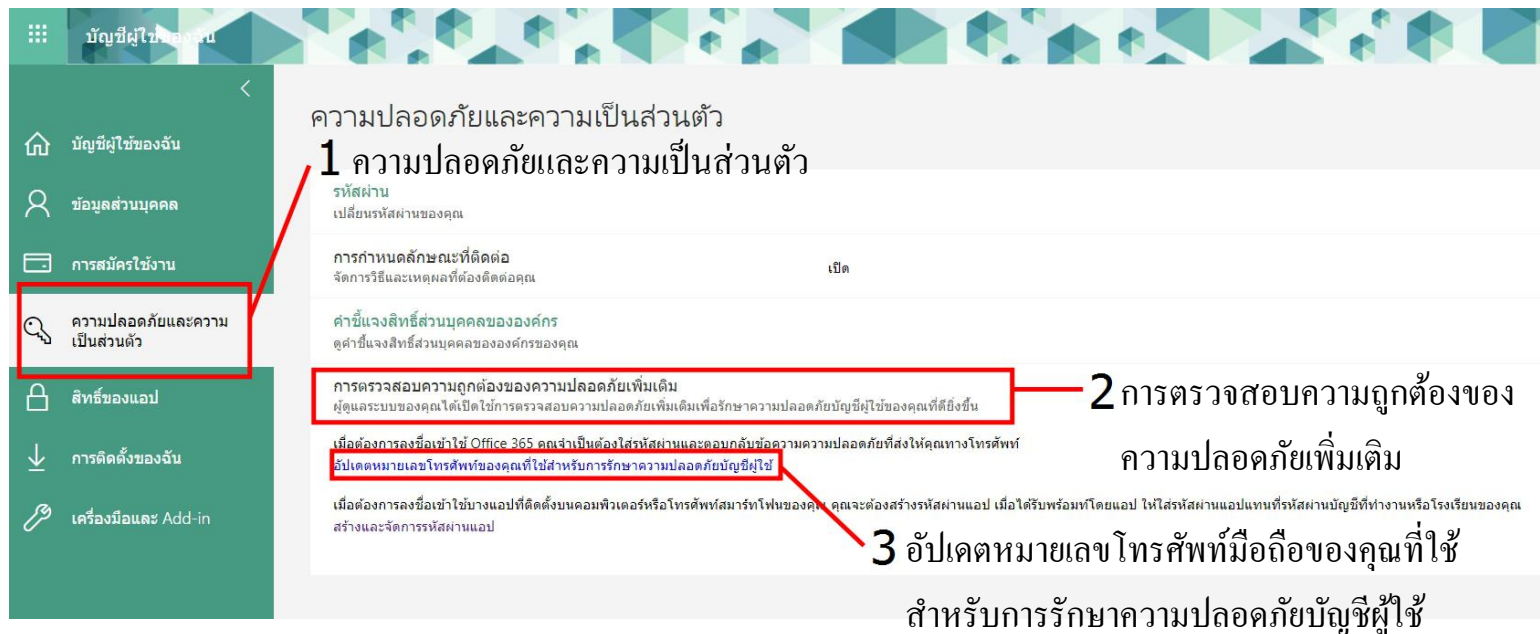 บัญชีผู้ใช้ของฉัน
ความปลอดภัยและความเป็นส่วนตัว
1 ความปลอดภัยและความเป็นส่วนตัว
บัญชีผู้ใช้ของฉัน
ข้อมูลส่วนบุคคล
การสมัครใช้งาน
ความปลอดภัยและความ
เป็นส่วนตัว
สิทธิ์ของแอป
การติดตั้งของฉัน
เครื่องมือและ Add-in
รหัสผ่าน
เปลี่ยนรหัสผ่านของคุณ
การกำหนดลักษณะที่ติดต่อ
จัดการวิธีและเหตุผลที่ต้องติดต่อคุณ
เปิด
คำชี้แจงสิทธิ์ส่วนบุคคลขององค์กร
ดูคำชี้แจงสิทธิ์ส่วนบุคคลขององค์กรของคุณ
การตรวจสอบความถูกต้องของความปลอดภัยเพิ่มเติม
ผู้ดูแลระบบของคุณได้เปิดใช้การตรวจสอบความปลอดภัยเพิ่มเติมเพื่อรักษาความปลอดภัยบัญชีผู้ใช้ของคุณที่ดียิ่งขึ้น
2 การตรวจสอบความถูกต้องของ
ความปลอดภัยเพิ่มเติม
เมื่อต้องการลงชื่อเข้าใช้ Office 365 คุณจำเป็นต้องใส่รหัสผ่านและตอบกลับข้อความความปลอดภัยที่ส่งให้คุณทางโทรศัพท์
อัปเดตหมายเลขโทรศัพท์ของคุณที่ใช้สำหรับการรักษาความปลอดภัยบัญชีผู้ใช้
เมื่อต้องการลงชื่อเข้าใช้บางแอปที่ติดตั้งบนคอมพิวเตอร์หรือโทรศัพท์สมาร์ทโฟนของคุณ คุณจะต้องสร้างรหัสผ่านแอป เมื่อได้รับพร้อมท์โดยแอป ให้ใส่รหัสผ่านแอปแทนที่รหัสผ่านบัญชีที่ทำงานหรือโรงเรียนของคุณ
สร้างและจัดการรหัสผ่านแอป
3 อัปเดตหมายเลขโทรศัพท์มือถือของคุณที่ใช้
สำหรับการรักษาความปลอดภัยบัญชีผู้ใช้